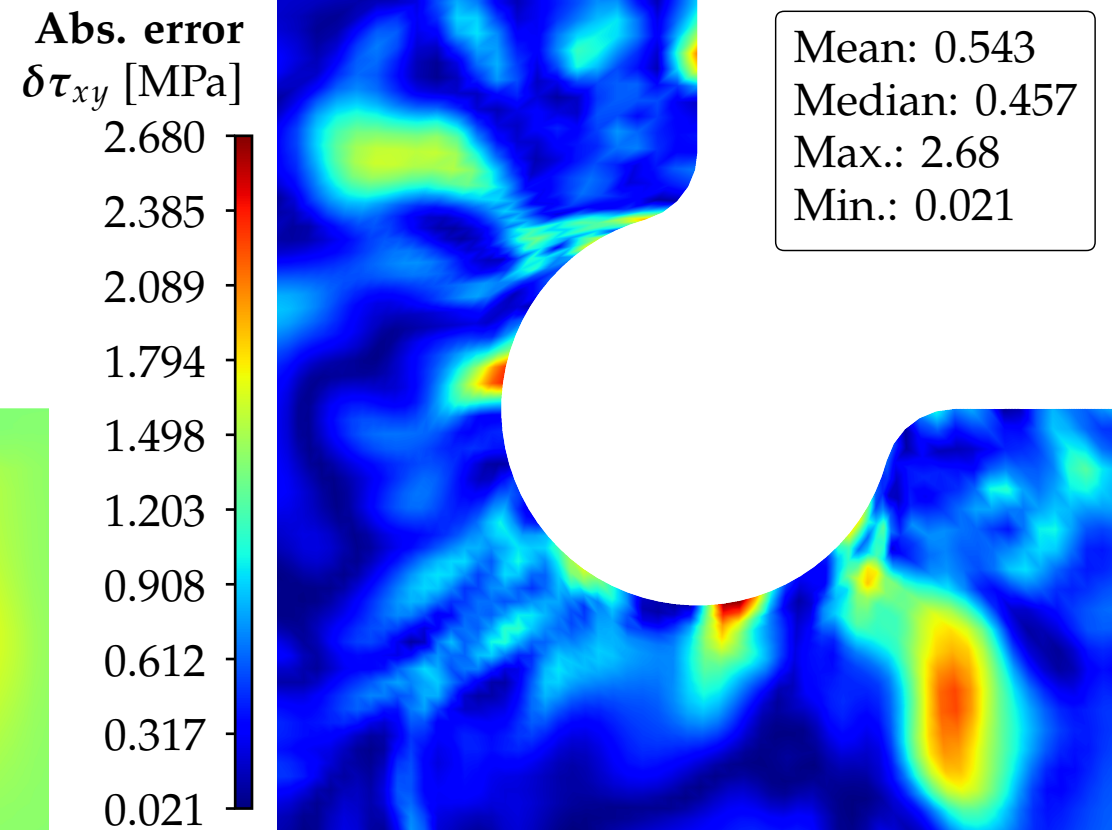 Abs. error
δτxy [MPa]
2.680
2.385
2.089
1.794
1.498
1.203
0.908
0.612
0.317
0.021
Mean: 0.543
Median: 0.457
Max.: 2.68
Min.: 0.021